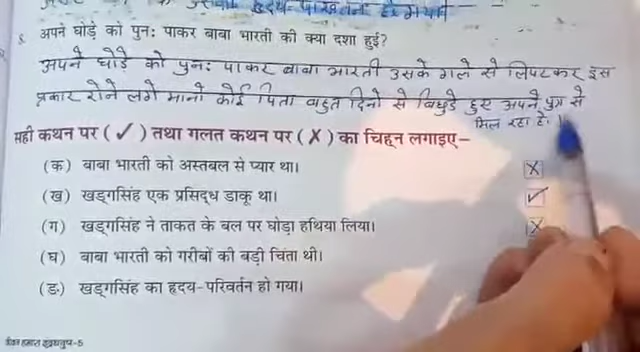 अपने घोड़े को पुनः पाकर बाबा भारती की क्या दशा हुई?
अपने घोड़े को पुनः पाकर बाबा भारती उसके गले से लिपटकर इस
प्रकार रोने लगे मानो कोई पिता बहुत दिनो से बिछुड़े हुए अपने पुत्र से
मिल रहा हो।
सही कथन पर (✓) तथा गलत कथन पर (✗) का चिह्न लगाइए–
(क) बाबा भारती को अस्तबल से प्यार था। ✗
(ख) खड्गसिंह एक प्रसिद्ध डाकू था। ✓
(ग) खड्गसिंह ने ताकत के बल पर घोड़ा हथिया लिया। ✗
(घ) बाबा भारती को गरीबों की बड़ी चिंता थी।
(ङ) खड्गसिंह का हृदय-परिवर्तन हो गया।